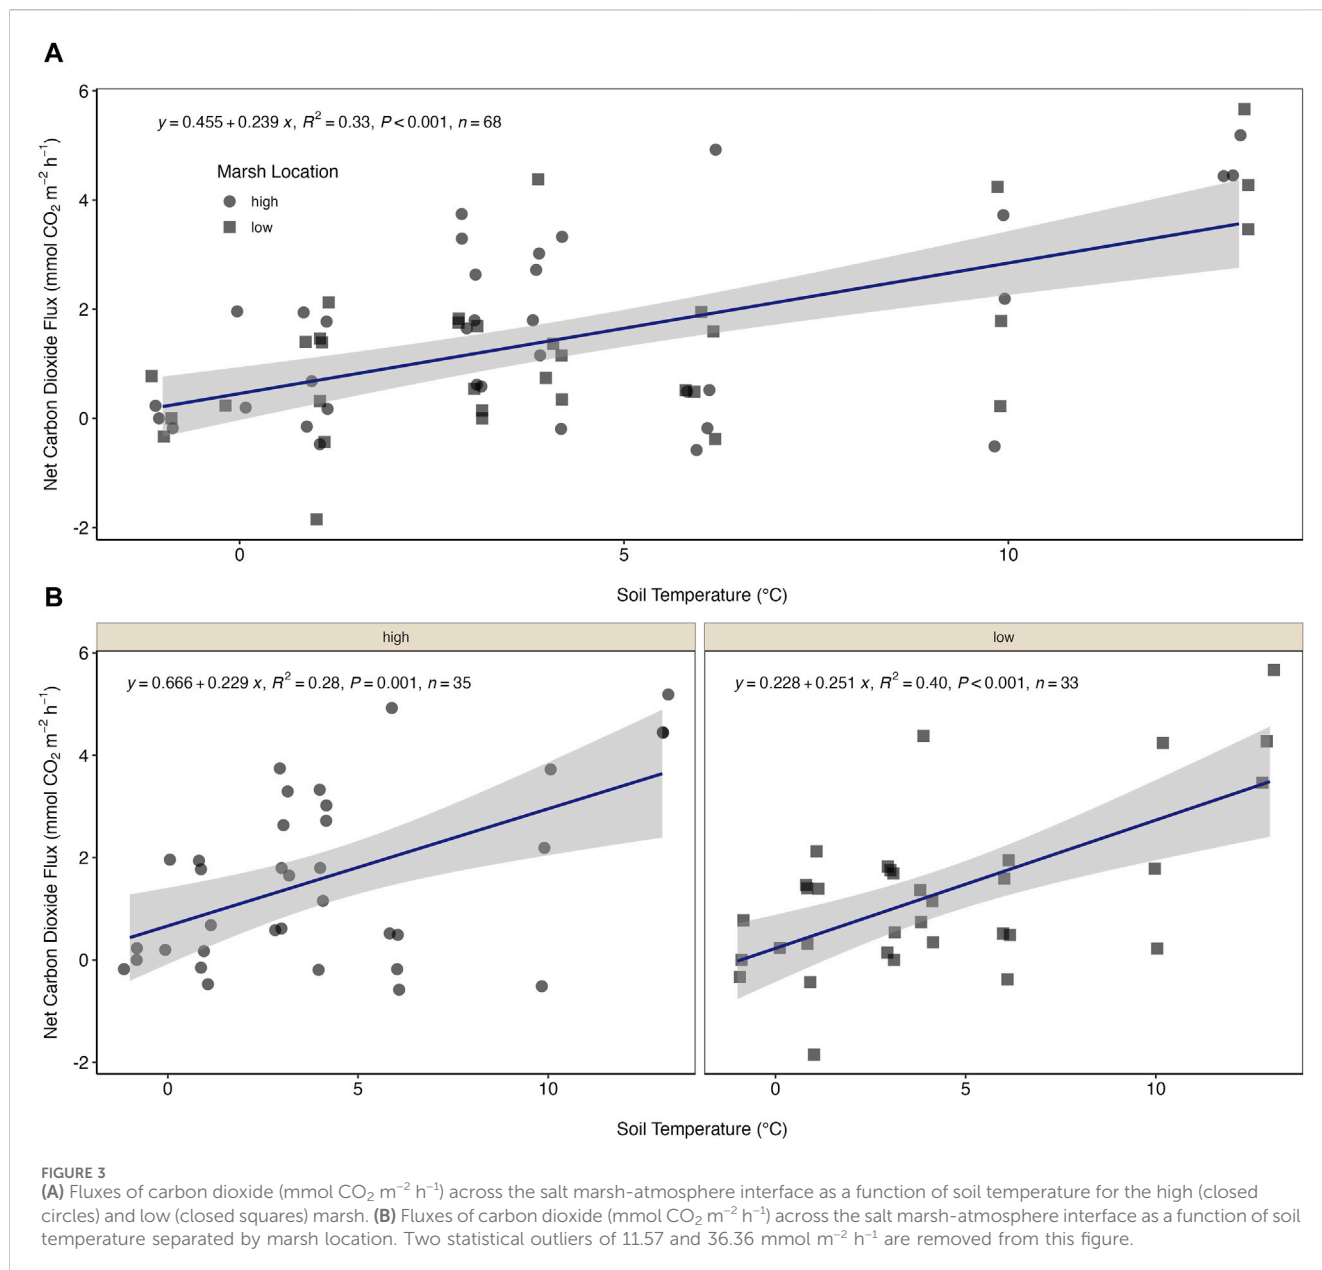 A
6
4
2
0
-2
Net Carbon Dioxide Flux (mmol CO₂ m⁻² h⁻¹)
y = 0.455 + 0.239 x, R² = 0.33, P < 0.001, n = 68
Marsh Location
high
low
0 5 10
Soil Temperature (°C)
B
high low
6
4
2
0
-2
Net Carbon Dioxide Flux (mmol CO₂ m⁻² h⁻¹)
y = 0.666 + 0.229 x, R² = 0.28, P = 0.001, n = 35
y = 0.228 + 0.251 x, R² = 0.40, P < 0.001, n = 33
0 5 10 0 5 10
Soil Temperature (°C)
FIGURE 3
(A) Fluxes of carbon dioxide (mmol CO₂ m⁻² h⁻¹) across the salt marsh-atmosphere interface as a function of soil temperature for the high (closed
circles) and low (closed squares) marsh. (B) Fluxes of carbon dioxide (mmol CO₂ m⁻² h⁻¹) across the salt marsh-atmosphere interface as a function of soil
temperature separated by marsh location. Two statistical outliers of 11.57 and 36.36 mmol m⁻² h⁻¹ are removed from this figure.